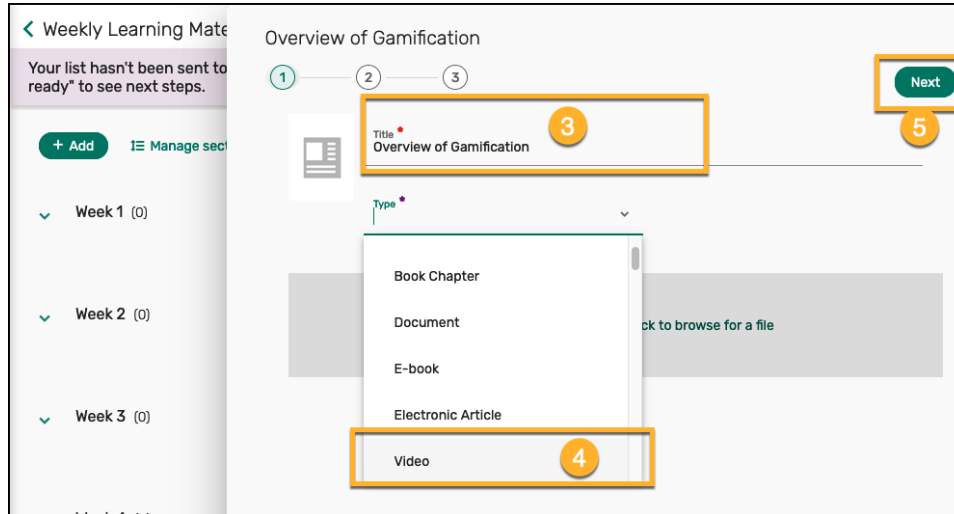 Weekly Learning Mate
Your list hasn't been sent to
ready" to see next steps.
+ Add
Manage sect
Week 1 (0)
Week 2 (0)
Week 3 (0)
Overview of Gamification
1
2
3
Next
5
Title *
Overview of Gamification
3
Type *
Book Chapter
Document
E-book
Electronic Article
Video
4
ck to browse for a file